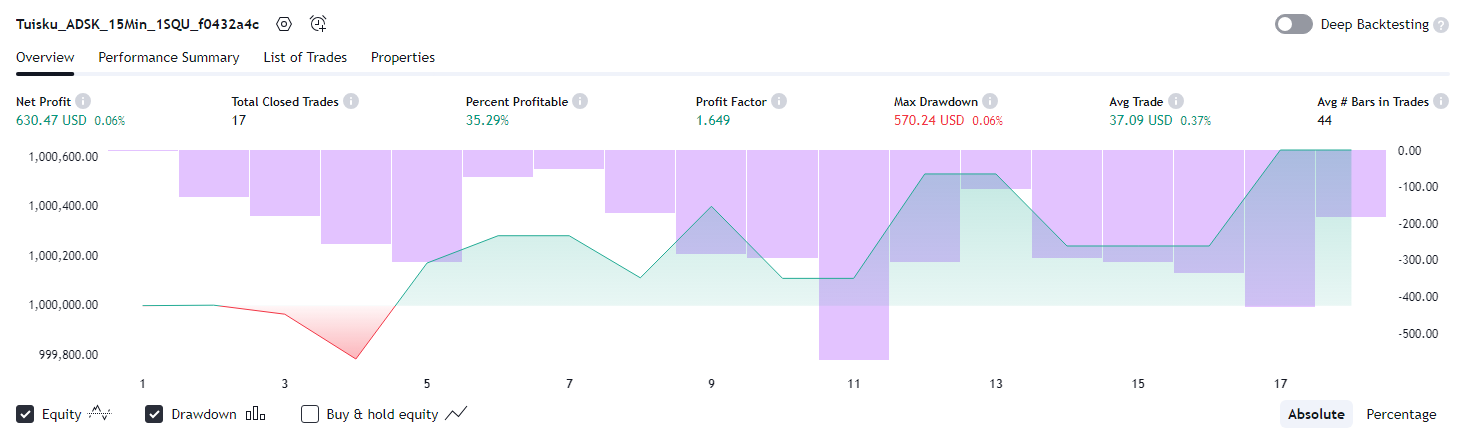 Tuisku_ADSK_15Min_1SQU_f0432a4c Deep Backtesting
Overview Performance Summary List of Trades Properties
Net Profit Total Closed Trades Percent Profitable Profit Factor Max Drawdown Avg Trade Avg # Bars in Trades
630.47 USD 0.06% 17 35.29% 1.649 570.24 USD 0.06% 37.09 USD 0.37% 44
1,000,600.00 0.00
-100.00
1,000,400.00 -200.00
1,000,200.00 -300.00
1,000,000.00 -400.00
-500.00
999,800.00
1 3 5 7 9 11 13 15 17
Equity Drawdown Buy & hold equity Absolute Percentage